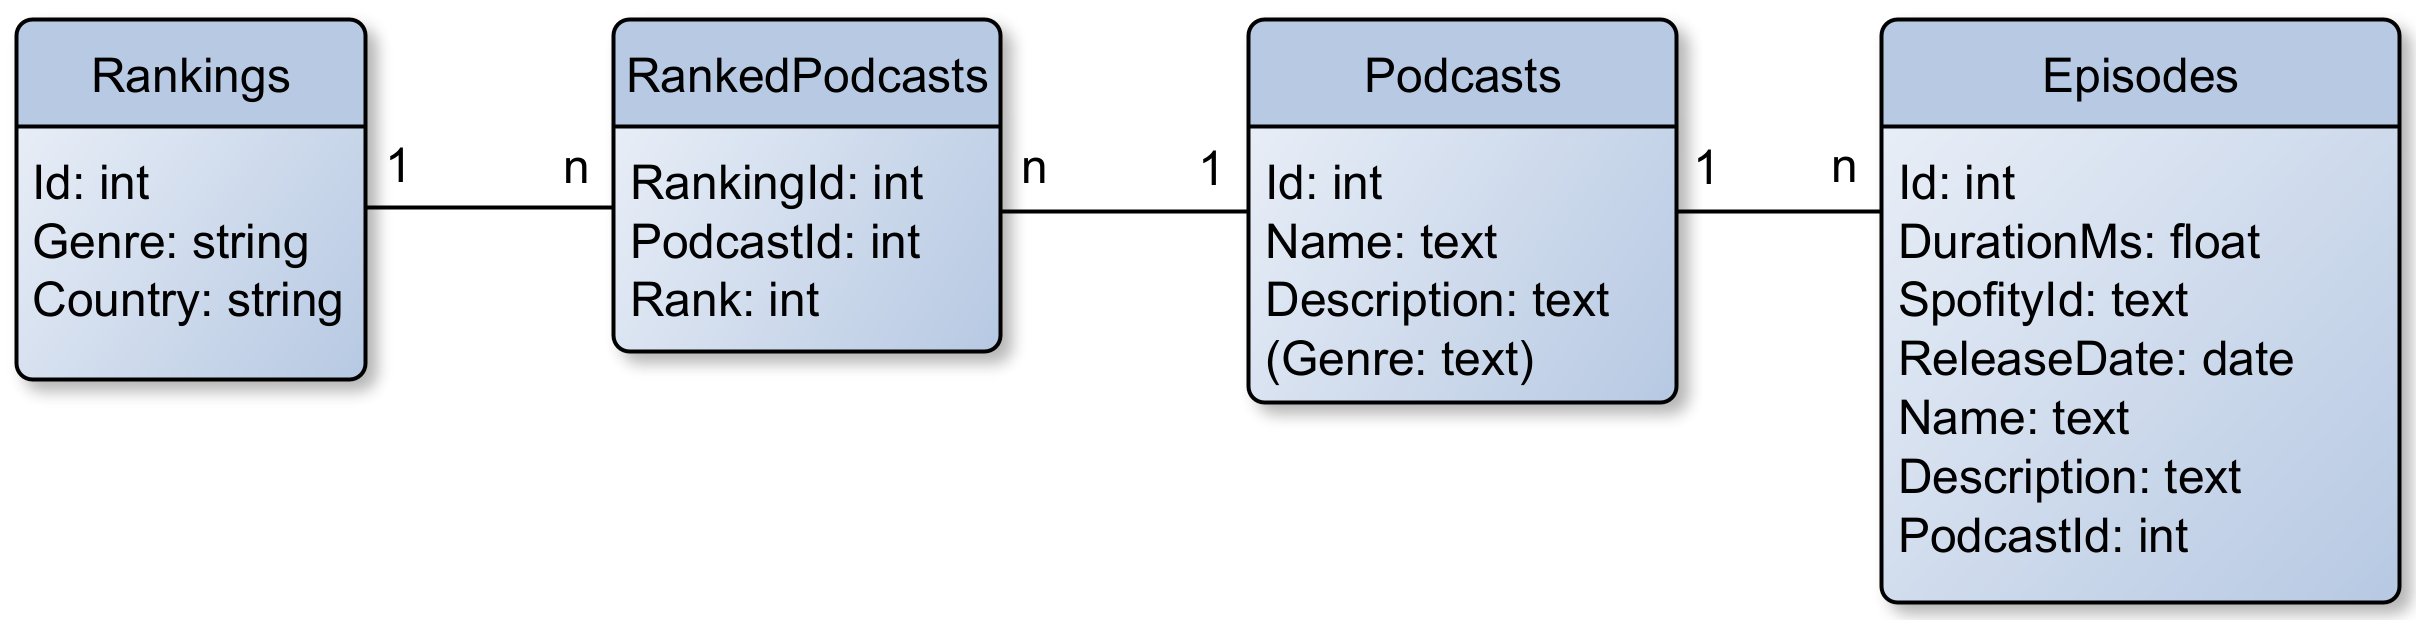 Rankings
Id: int
Genre: string
Country: string
1
n
RankedPodcasts
RankingId: int
PodcastId: int
Rank: int
n
1
Podcasts
Id: int
Name: text
Description: text
(Genre: text)
1
n
Episodes
Id: int
DurationMs: float
SpofityId: text
ReleaseDate: date
Name: text
Description: text
PodcastId: int